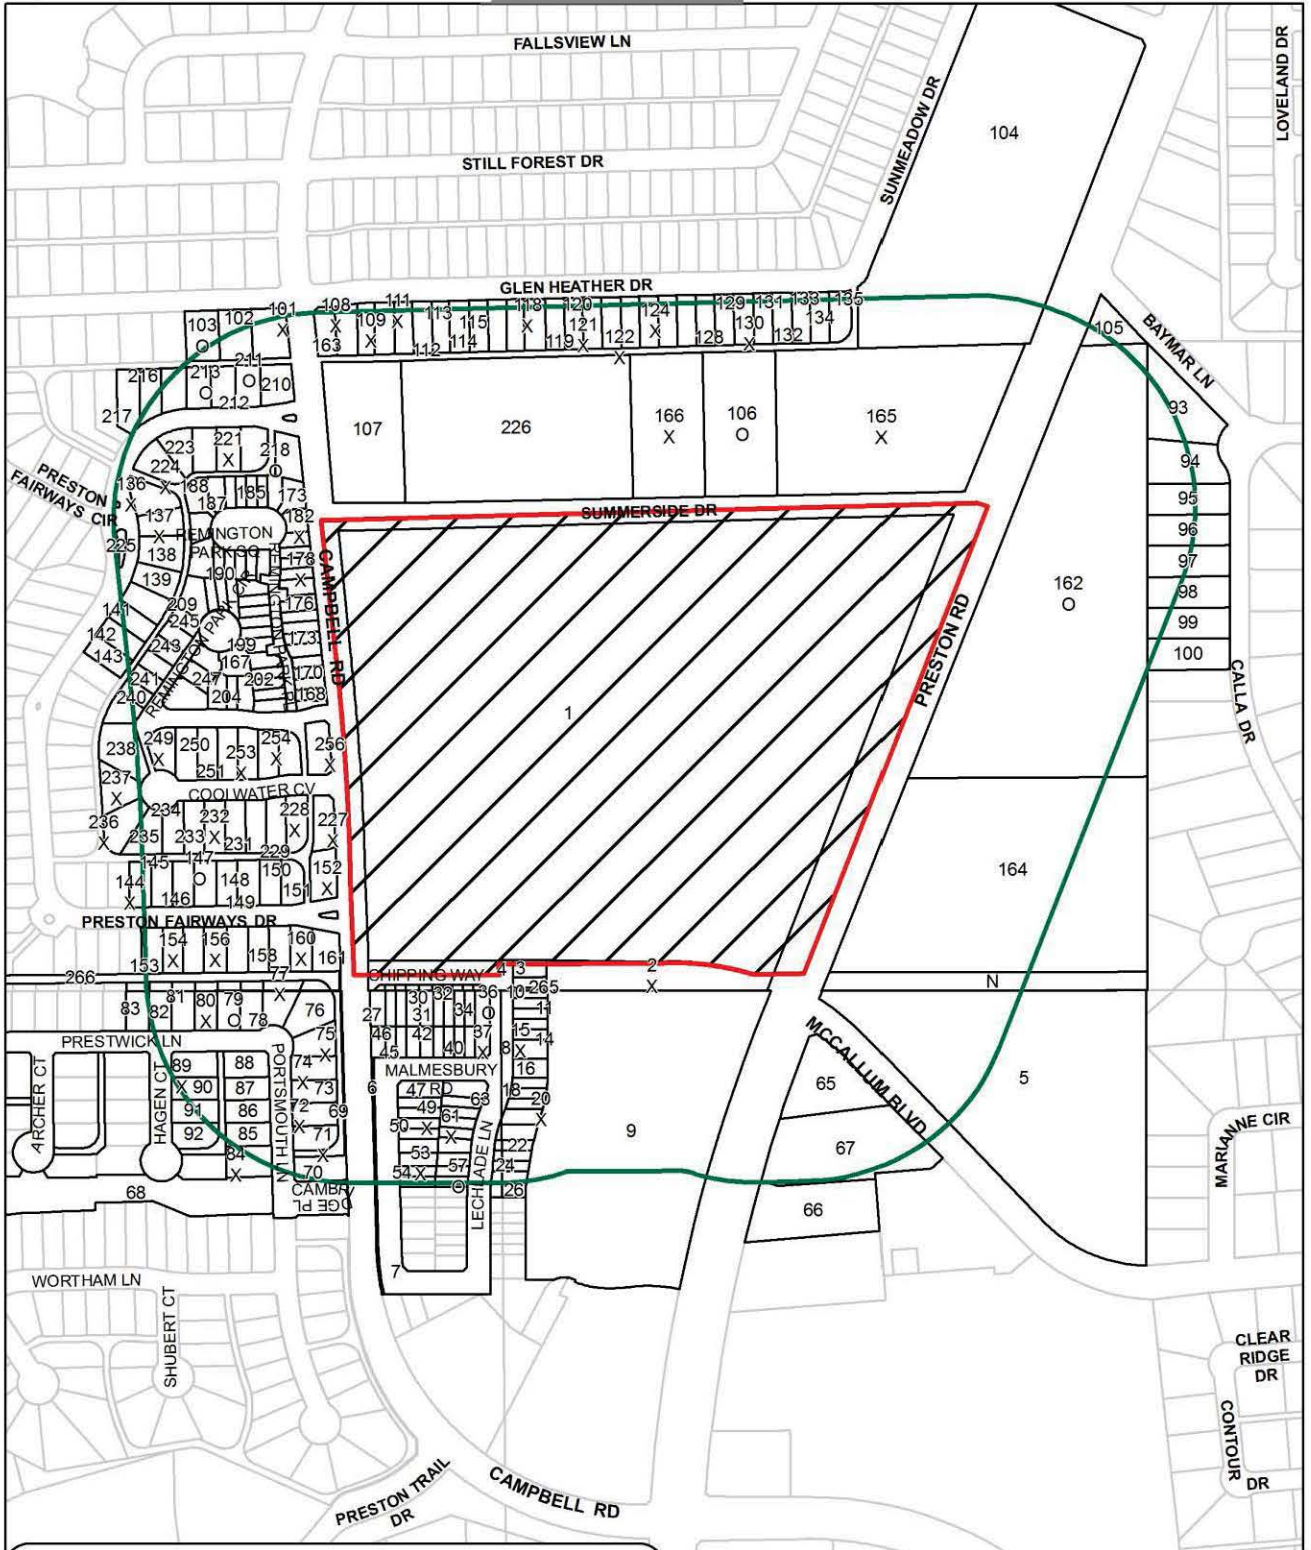 FALLSVIEW LN
LOVELAND DR
SUNMEADOW DR
104
STILL FOREST DR
GLEN HEATHER DR
101 108 111 118 120 124 129 131 133 135
103 102 X X 109 X 113 115 X 121 X 130 134
O 163 X 112 114 119 X 122 X 128 X 132
105
BAYMAR LN
216 213 211 O 210
O 212
217
93
107 226 166 106 165
X O X
223 221 218
224 X
94
PRESTON
FAIRWAYS CIR
136 X 188 187 185 173
X
95
137 182
X REMINGTON X
PARK SQ
SUMMERSIDE DR
96
225 138 178
190 X
97
139
162
O
98
141 209 176
245
99
142 243 199 173
143 167
100
241 247 202 170
240 204 168
REMINGTON PARK
CAMPBELL RD
PRESTON RD
CALLA DR
1
238 249 250 253 254 256
X 251 X X X
237
X
COOLWATER CV
236 234 232 228 227
X 235 233 X 231 X X
229
145 147 150 152
144 O 148 151 X
X 146 149
164
PRESTON FAIRWAYS DR
154 156 160
153 X X 158 161
266 77
X
CHIPPING WAY
4 3 2
X
N
83 81 80 79 76
82 X O 78
30 32 36 10 265
27 31 34 O 11
PRESTWICK LN
75
X
46 42 37 15 14
45 40 X 8 X
MCCALLUM BLVD
MALMESBURY
RD
16
89 88 74
X 90 87 X 73
91 86 72 69
92 85 X 71
84 X
X
70
6 47 63 18
49 61 20
50 X X X
53 22
54 X 57 24
O 26
65
5
9
67
66
ARCHER CT
HAGEN CT
PORTSMOUTH LN
LECHLADE LN
MARIANNE CIR
68
CAMBRIDGE PL
7
WORTHAM LN
SHUBERT CT
CLEAR
RIDGE
DR
CONTOUR
DR
PRESTON TRAIL
DR
CAMPBELL RD